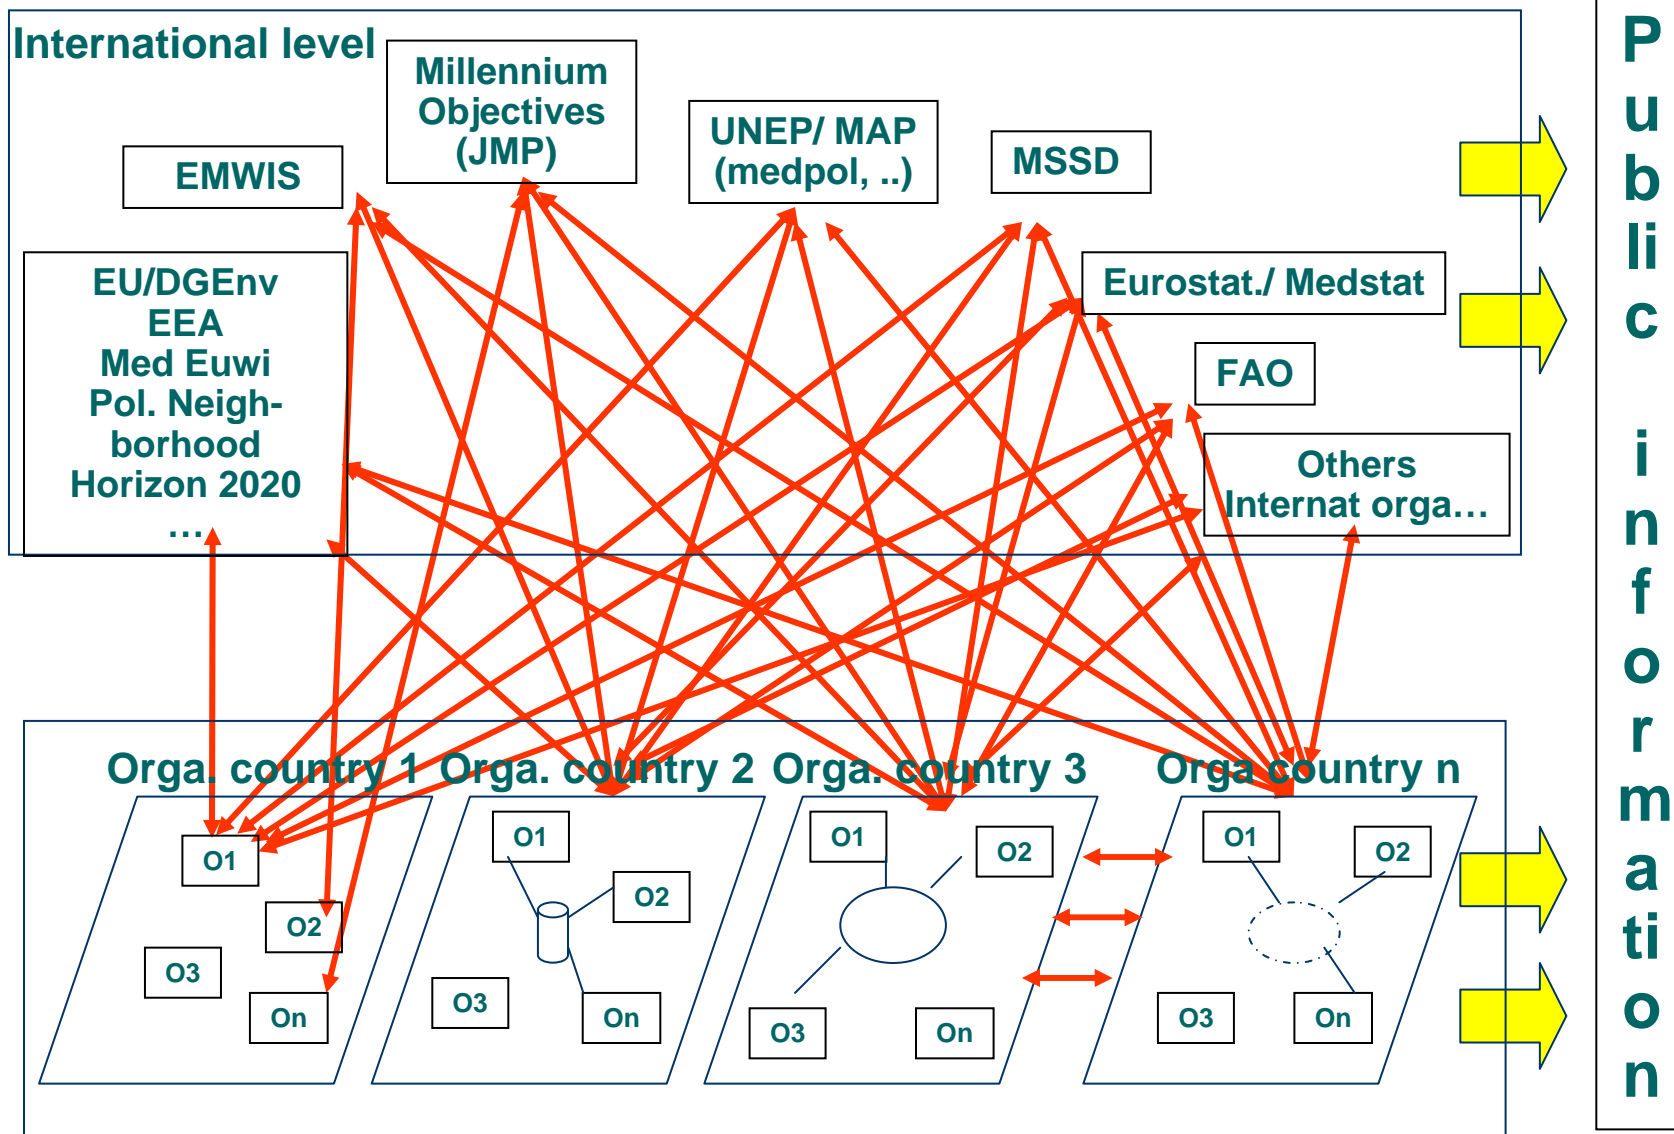 International level
Millennium
Objectives
(JMP)
UNEP/ MAP
(medpol, ..)
MSSD
EMWIS
EU/DGEnv
EEA
Med Euwi
Pol. Neigh-
borhood
Horizon 2020
…
Eurostat./ Medstat
FAO
Others
Internat orga…
Orga. country 1
Orga. country 2
Orga. country 3
Orga country n
O1
O2
O3
On
O1
O2
O3
On
O1
O2
O3
On
O1
O2
O3
On
P
u
b
li
c
i
n
f
o
r
m
a
ti
o
n